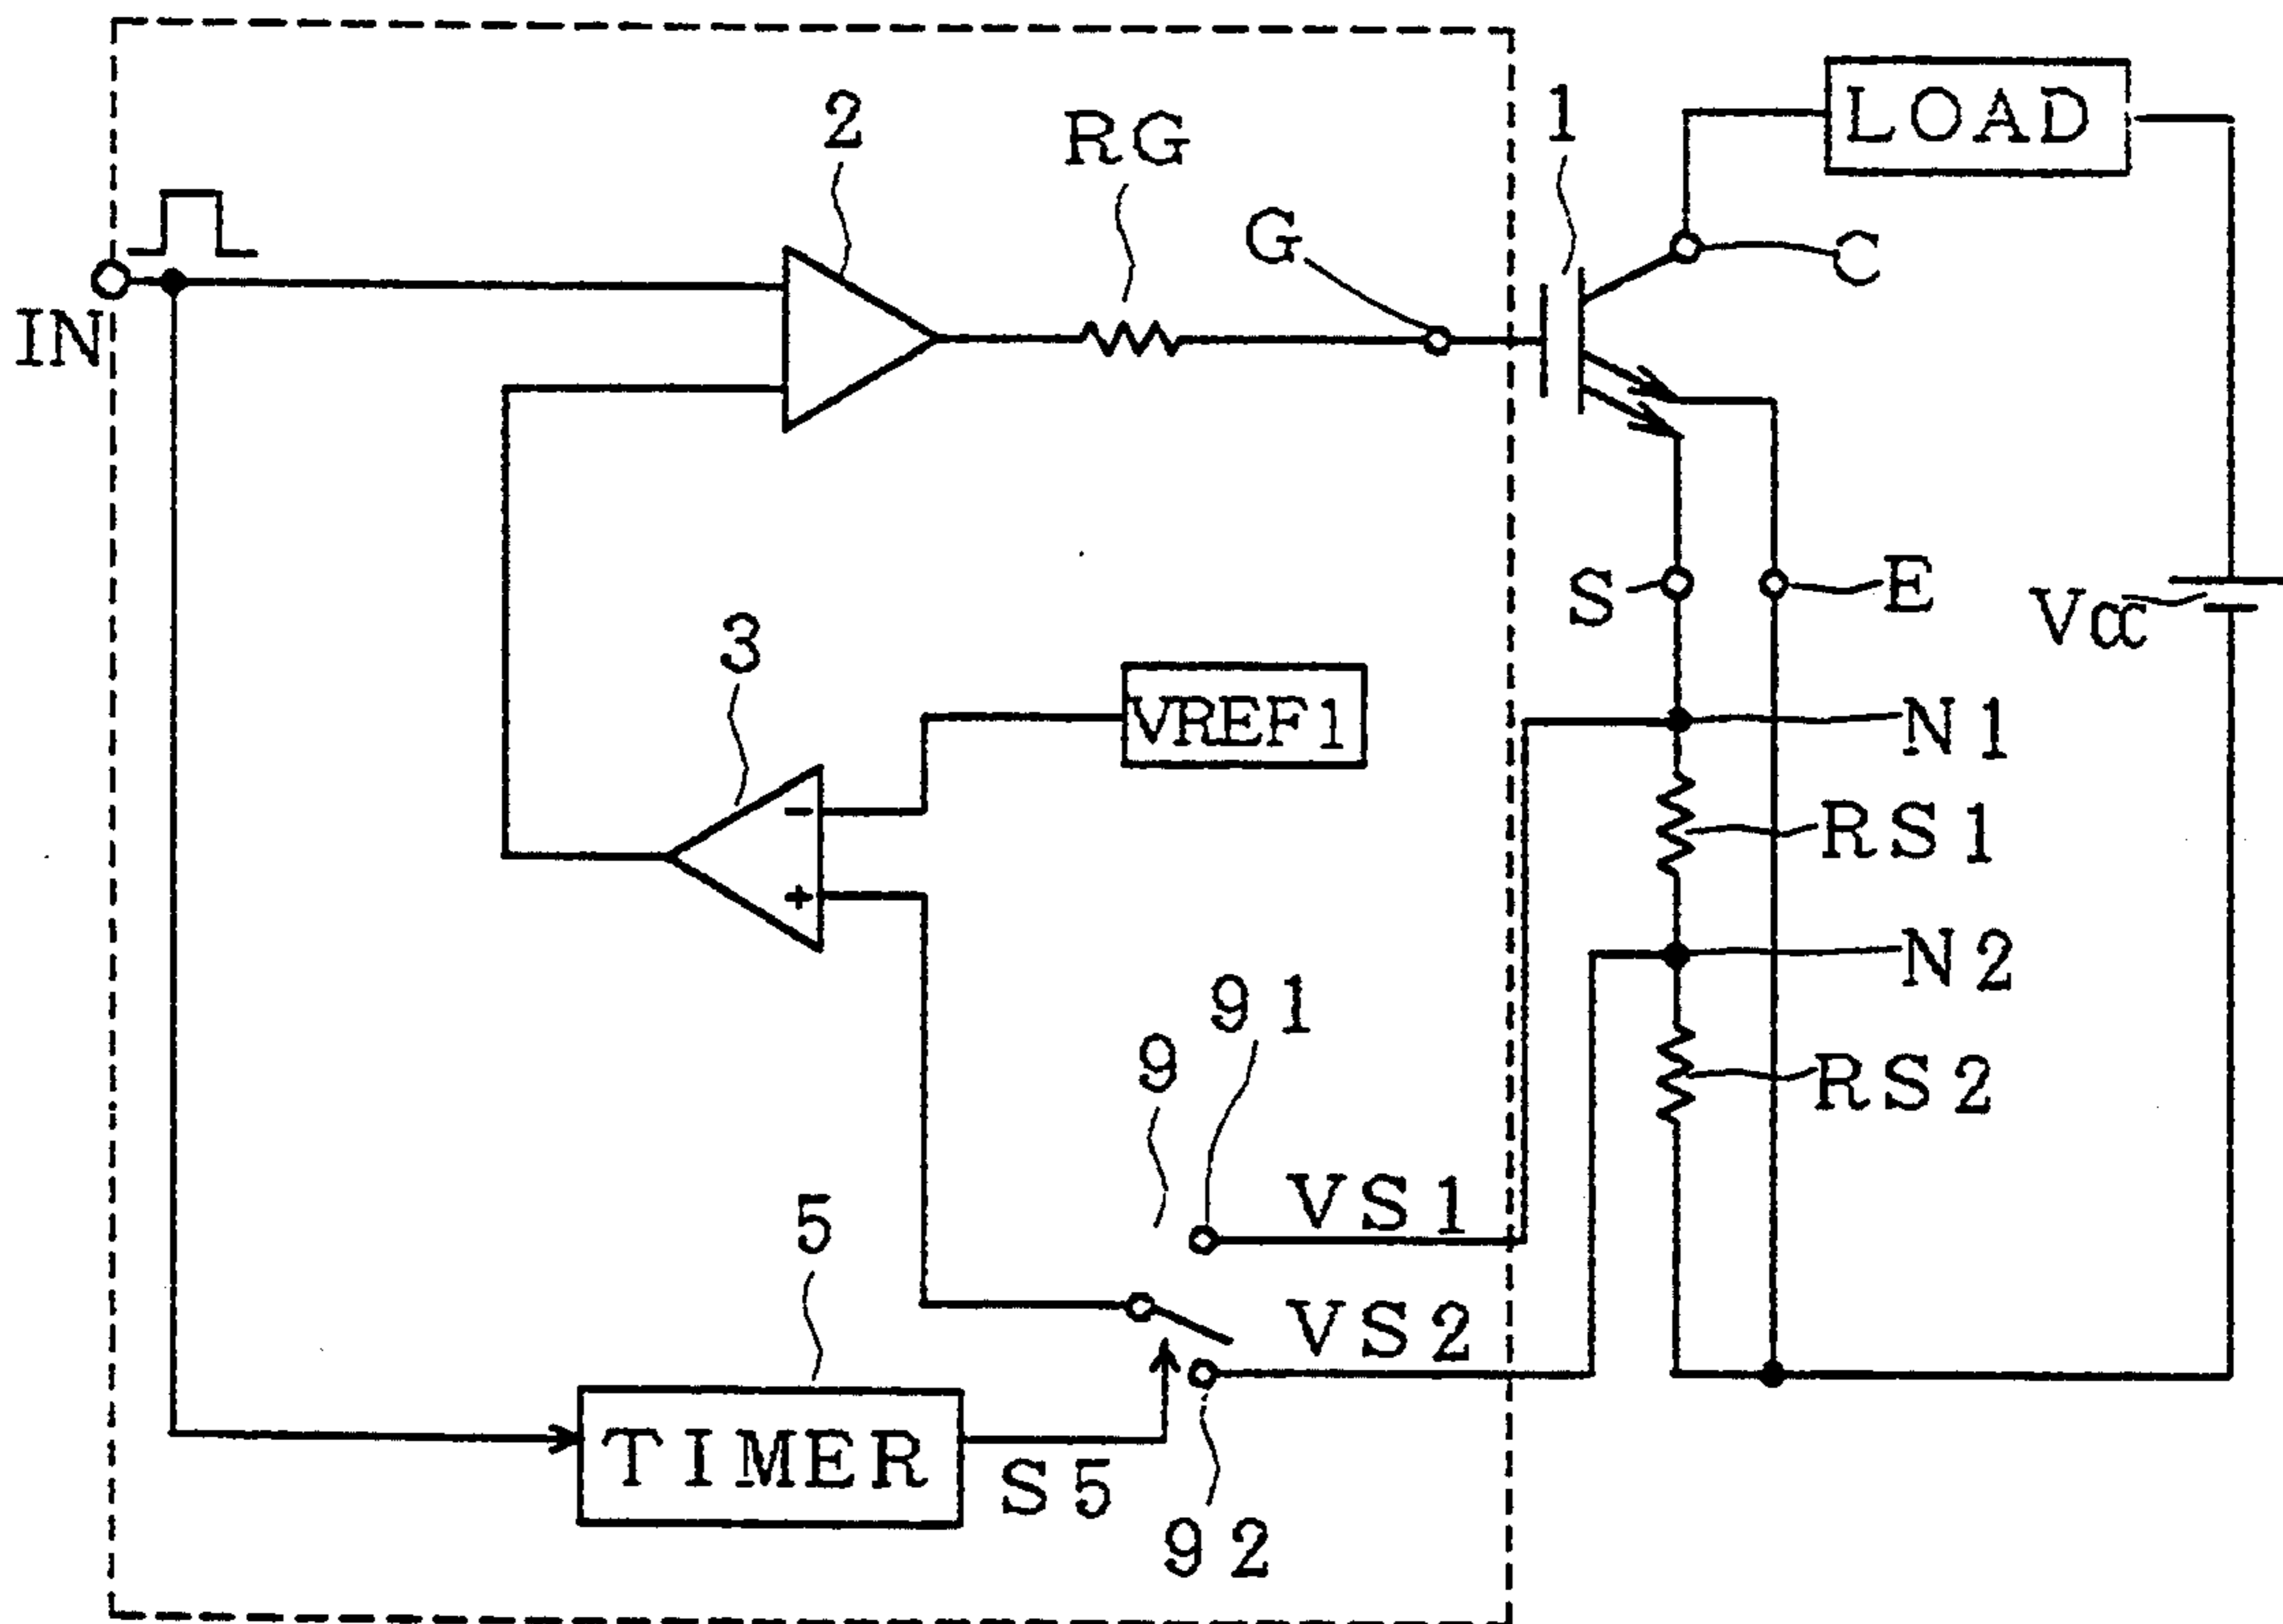 2
RG
1
LOAD
G
C
IN
S
E
VCC
3
VREF1
N1
RS1
N2
91
9
RS2
VS1
5
VS2
TIMER
S5
92
-
+